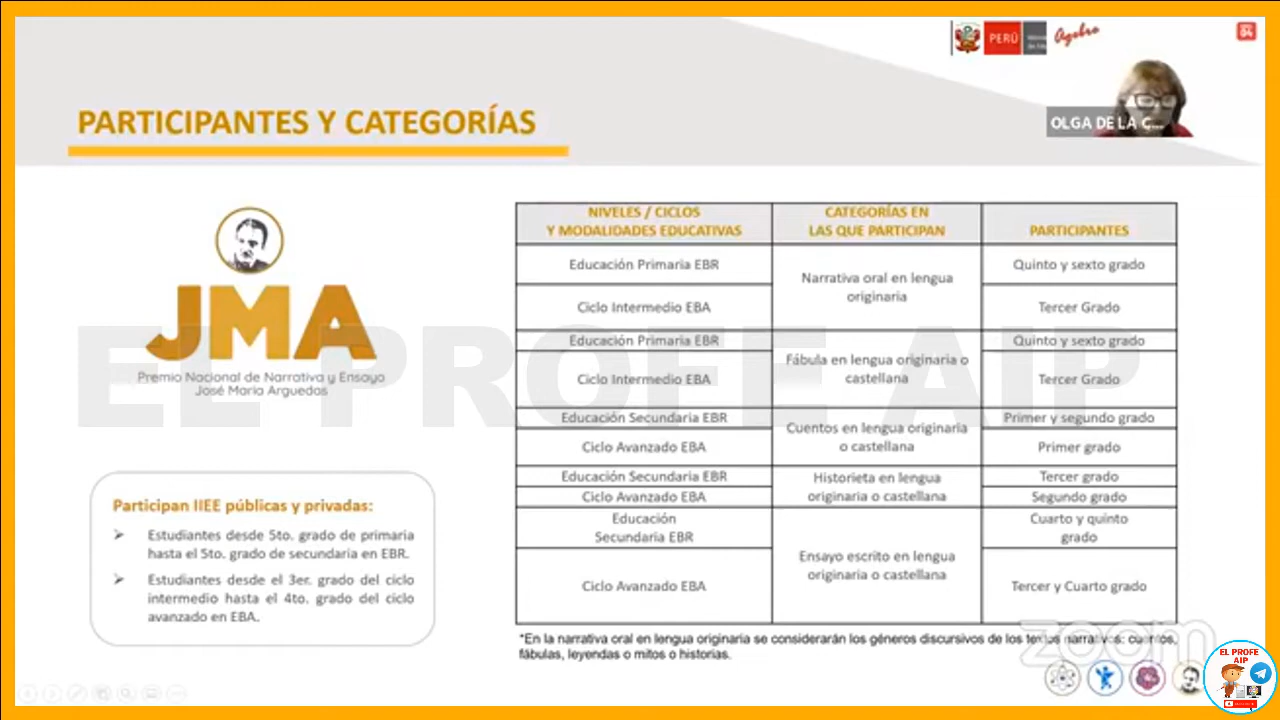 PERÚ
PARTICIPANTES Y CATEGORÍAS
OLGA DE LA C...
JMA
Premio Nacional de Narrativa y Ensayo
José María Arguedas
Participan IIEE públicas y privadas:
➢ Estudiantes desde 5to. grado de primaria
hasta el 5to. grado de secundaria en EBR.
➢ Estudiantes desde el 3er. grado del ciclo
intermedio hasta el 4to. grado del ciclo
avanzado en EBA.
NIVELES / CICLOS
Y MODALIDADES EDUCATIVAS
CATEGORÍAS EN
LAS QUE PARTICIPAN
PARTICIPANTES
Educación Primaria EBR
Narrativa oral en lengua
originaria
Quinto y sexto grado
Ciclo Intermedio EBA
Tercer Grado
Educación Primaria EBR
Fábula en lengua originaria o
castellana
Quinto y sexto grado
Ciclo Intermedio EBA
Tercer Grado
Educación Secundaria EBR
Cuentos en lengua originaria
o castellana
Primer y segundo grado
Ciclo Avanzado EBA
Primer grado
Educación Secundaria EBR
Historieta en lengua
originaria o castellana
Tercer grado
Ciclo Avanzado EBA
Segundo grado
Educación
Secundaria EBR
Ensayo escrito en lengua
originaria o castellana
Cuarto y quinto
grado
Ciclo Avanzado EBA
Tercer y Cuarto grado
*En la narrativa oral en lengua originaria se considerarán los géneros discursivos de los textos narrativos: cuentos,
fábulas, leyendas o mitos o historias.
EL PROFE AIP
zoom
EL PROFE
AIP